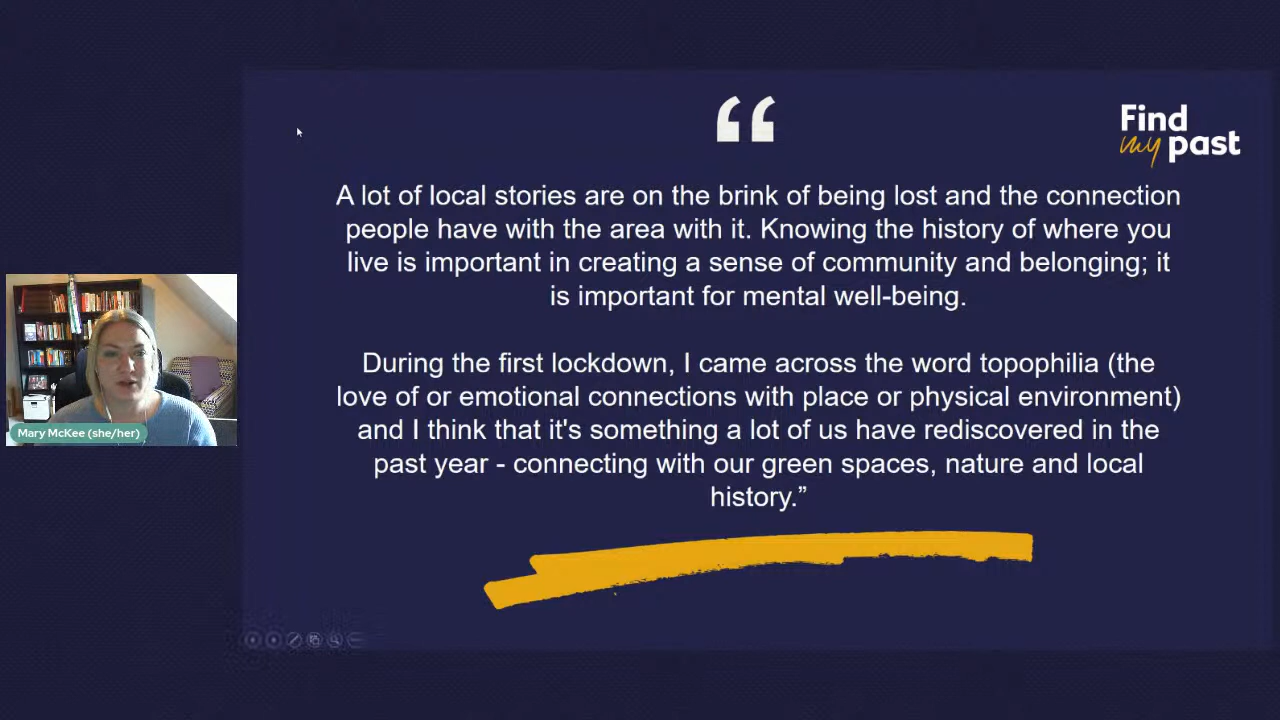 “
Find
my past
A lot of local stories are on the brink of being lost and the connection
people have with the area with it. Knowing the history of where you
live is important in creating a sense of community and belonging; it
is important for mental well-being.
During the first lockdown, I came across the word topophilia (the
love of or emotional connections with place or physical environment)
and I think that it's something a lot of us have rediscovered in the
past year - connecting with our green spaces, nature and local
history.”
Mary McKee (she/her)